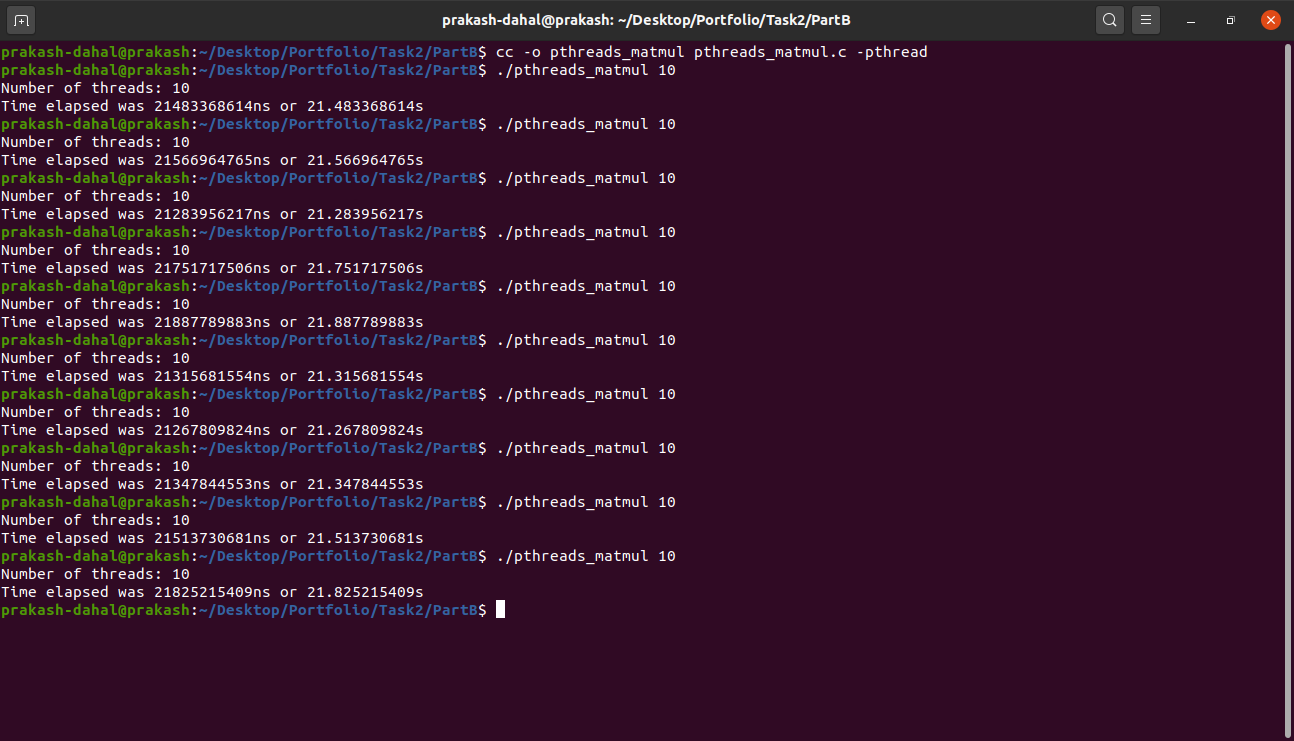 prakash-dahal@prakash: ~/Desktop/Portfolio/Task2/PartB
prakash-dahal@prakash:~/Desktop/Portfolio/Task2/PartB$ cc -o pthreads_matmul pthreads_matmul.c -pthread
prakash-dahal@prakash:~/Desktop/Portfolio/Task2/PartB$ ./pthreads_matmul 10
Number of threads: 10
Time elapsed was 21483368614ns or 21.483368614s
prakash-dahal@prakash:~/Desktop/Portfolio/Task2/PartB$ ./pthreads_matmul 10
Number of threads: 10
Time elapsed was 21566964765ns or 21.566964765s
prakash-dahal@prakash:~/Desktop/Portfolio/Task2/PartB$ ./pthreads_matmul 10
Number of threads: 10
Time elapsed was 21283956217ns or 21.283956217s
prakash-dahal@prakash:~/Desktop/Portfolio/Task2/PartB$ ./pthreads_matmul 10
Number of threads: 10
Time elapsed was 21751717506ns or 21.751717506s
prakash-dahal@prakash:~/Desktop/Portfolio/Task2/PartB$ ./pthreads_matmul 10
Number of threads: 10
Time elapsed was 21887789883ns or 21.887789883s
prakash-dahal@prakash:~/Desktop/Portfolio/Task2/PartB$ ./pthreads_matmul 10
Number of threads: 10
Time elapsed was 21315681554ns or 21.315681554s
prakash-dahal@prakash:~/Desktop/Portfolio/Task2/PartB$ ./pthreads_matmul 10
Number of threads: 10
Time elapsed was 21267809824ns or 21.267809824s
prakash-dahal@prakash:~/Desktop/Portfolio/Task2/PartB$ ./pthreads_matmul 10
Number of threads: 10
Time elapsed was 21347844553ns or 21.347844553s
prakash-dahal@prakash:~/Desktop/Portfolio/Task2/PartB$ ./pthreads_matmul 10
Number of threads: 10
Time elapsed was 21513730681ns or 21.513730681s
prakash-dahal@prakash:~/Desktop/Portfolio/Task2/PartB$ ./pthreads_matmul 10
Number of threads: 10
Time elapsed was 21825215409ns or 21.825215409s
prakash-dahal@prakash:~/Desktop/Portfolio/Task2/PartB$